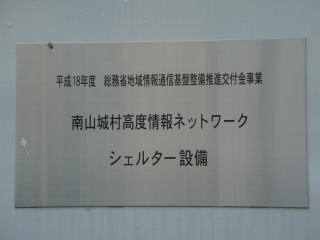 平成18年度　総務省地域情報通信基盤整備推進交付金事業
南山城村高度情報ネットワーク
シェルター設備